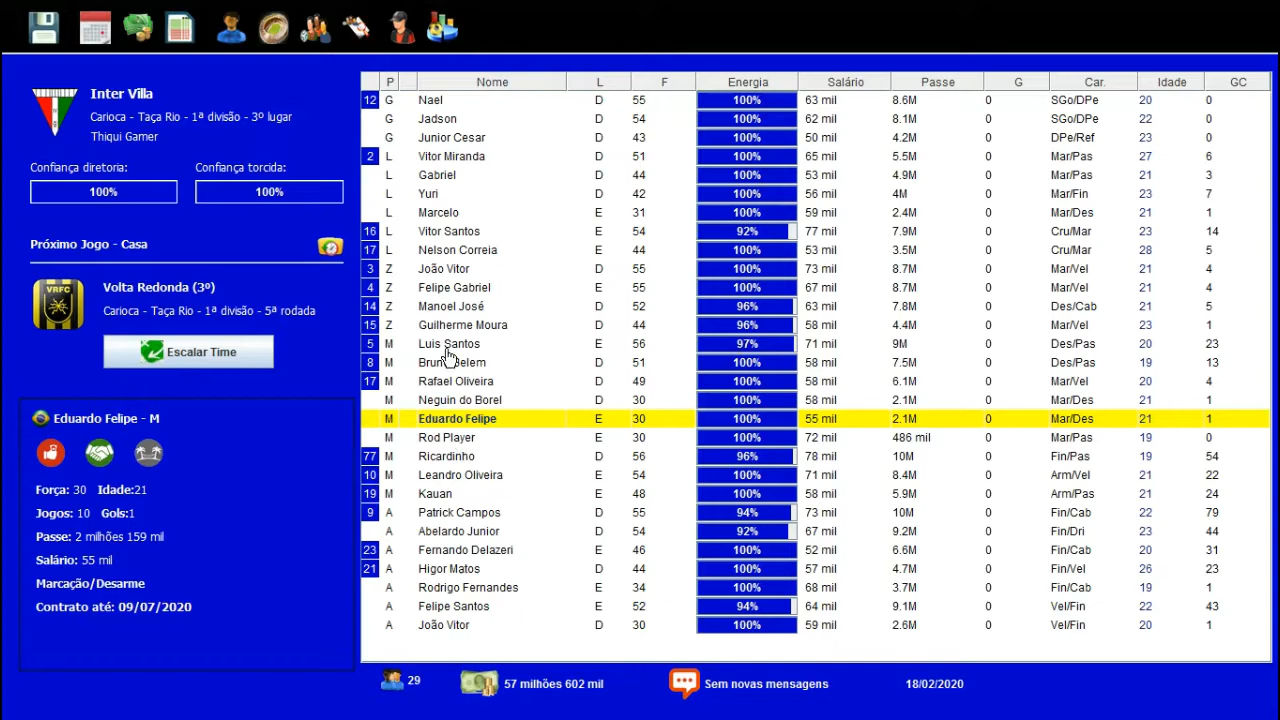 Inter Villa
Carioca - Taça Rio - 1ª divisão - 3º lugar
Thiqui Gamer
Confiança diretoria: Confiança torcida:
100% 100%
Próximo Jogo - Casa
VRFC
Volta Redonda (3º)
Carioca - Taça Rio - 1ª divisão - 5ª rodada
Escalar Time
Eduardo Felipe - M
Força: 30 Idade:21
Jogos: 10 Gols:1
Passe: 2 milhões 159 mil
Salário: 55 mil
Marcação/Desarme
Contrato até: 09/07/2020
P Nome L F Energia Salário Passe G Car. Idade GC
12 G Nael D 55 100% 63 mil 8.6M 0 SGo/DPe 20 0
G Jadson D 54 100% 62 mil 8.1M 0 SGo/DPe 22 0
G Junior Cesar D 43 100% 50 mil 4.2M 0 DPe/Ref 23 0
2 L Vitor Miranda D 51 100% 65 mil 5.5M 0 Mar/Pas 27 6
L Gabriel D 44 100% 53 mil 4.9M 0 Mar/Pas 21 3
L Yuri D 42 100% 56 mil 4M 0 Mar/Fin 23 7
L Marcelo E 31 100% 59 mil 2.4M 0 Mar/Des 21 1
16 L Vitor Santos E 54 92% 77 mil 7.9M 0 Cru/Mar 23 14
17 L Nelson Correia E 44 100% 53 mil 3.5M 0 Mar/Cru 28 5
3 Z João Vitor D 55 100% 73 mil 8.7M 0 Mar/Vel 21 4
4 Z Felipe Gabriel E 55 100% 67 mil 8.7M 0 Mar/Vel 21 4
14 Z Manoel José D 52 96% 63 mil 7.8M 0 Des/Cab 21 5
15 Z Guilherme Moura D 44 96% 58 mil 4.4M 0 Mar/Vel 23 1
5 M Luis Santos E 56 97% 71 mil 9M 0 Des/Pas 20 23
8 M D 51 100% 58 mil 7.5M 0 Des/Pas 19 13
17 M Rafael Oliveira D 49 100% 58 mil 6.1M 0 Mar/Vel 20 4
M Neguin do Borel D 30 100% 58 mil 2.1M 0 Mar/Des 21 1
M Eduardo Felipe E 30 100% 55 mil 2.1M 0 Mar/Des 21 1
M Rod Player E 30 100% 72 mil 486 mil 0 Mar/Pas 19 0
77 M Ricardinho D 56 96% 78 mil 10M 0 Fin/Pas 19 54
10 M Leandro Oliveira E 54 100% 71 mil 8.4M 0 Arm/Vel 21 22
19 M Kauan E 48 100% 58 mil 5.9M 0 Arm/Pas 21 24
9 A Patrick Campos D 55 94% 73 mil 10M 0 Fin/Cab 22 79
A Abelardo Junior D 54 92% 67 mil 9.2M 0 Fin/Dri 23 44
23 A Fernando Delazeri E 46 100% 52 mil 6.6M 0 Fin/Cab 20 31
21 A Higor Matos D 44 100% 57 mil 4.7M 0 Fin/Vel 26 23
A Rodrigo Fernandes E 34 100% 68 mil 3.7M 0 Fin/Cab 19 1
A Felipe Santos E 52 94% 64 mil 9.1M 0 Vel/Fin 22 43
A João Vitor D 30 100% 59 mil 2.6M 0 Vel/Fin 20 1
29 57 milhões 602 mil Sem novas mensagens 18/02/2020